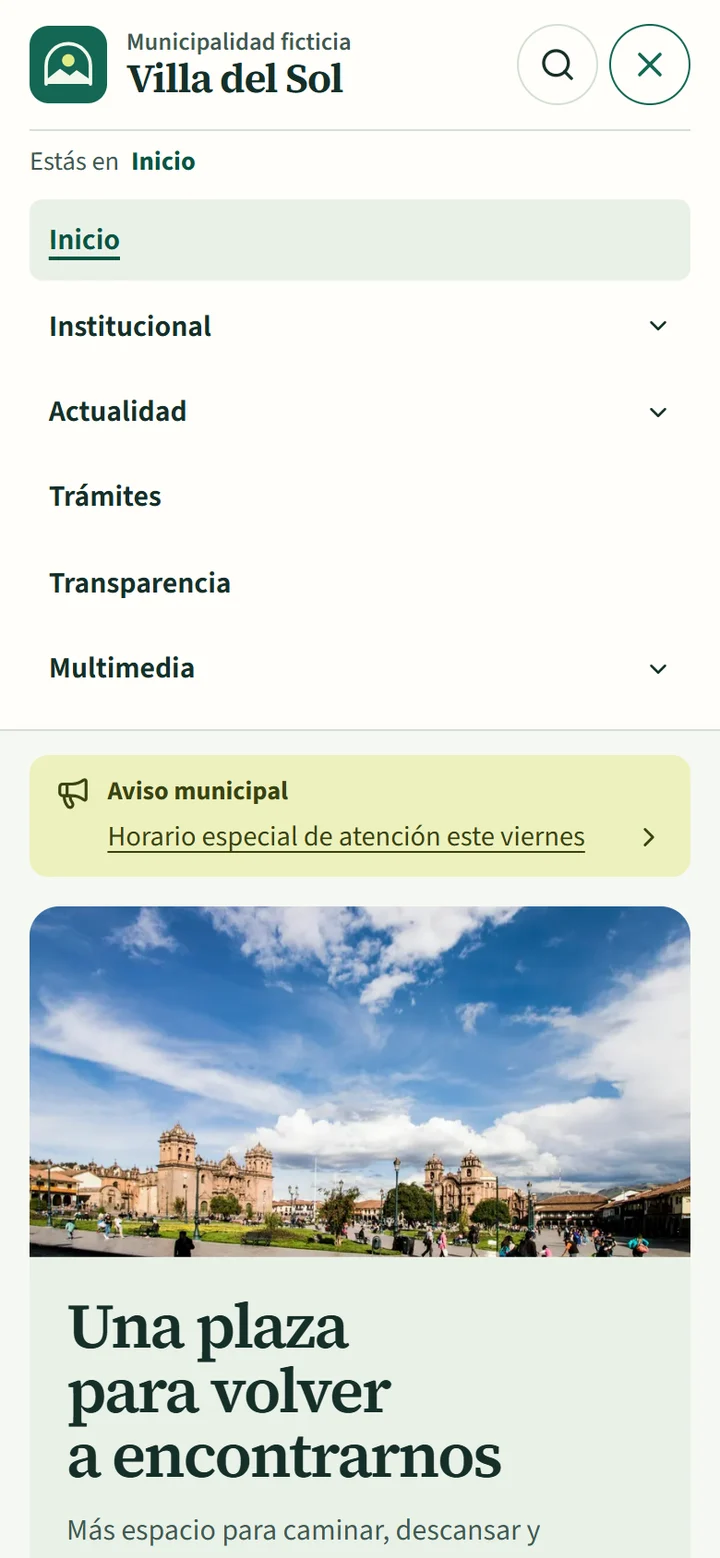 Municipalidad ficticia
Villa del Sol
Estás en Inicio
Inicio
Institucional
Actualidad
Trámites
Transparencia
Multimedia
Aviso municipal
Horario especial de atención este viernes
Una plaza
para volver
a encontrarnos
Más espacio para caminar, descansar y